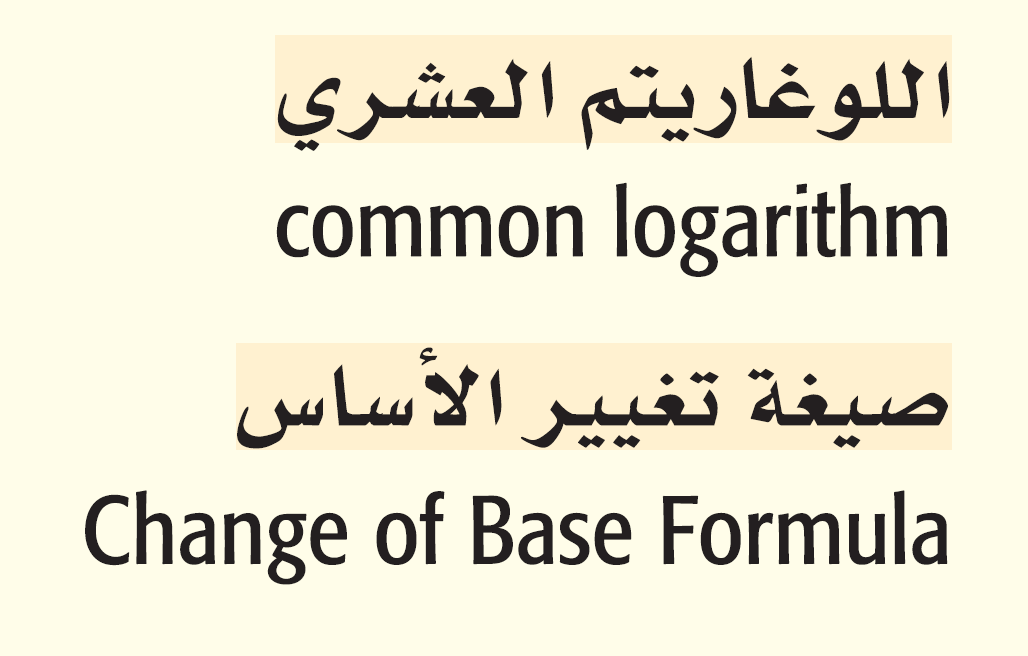 اللوغاريتم العشري
common logarithm
صيغة تغيير الأساس
Change of Base Formula